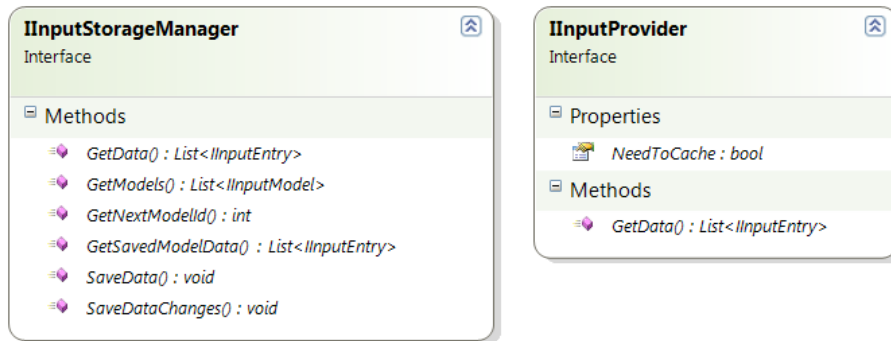 IInputStorageManager
Interface
Methods
GetData() : List<IInputEntry>
GetModels() : List<IInputModel>
GetNextModelId() : int
GetSavedModelData() : List<IInputEntry>
SaveData() : void
SaveDataChanges() : void
IInputProvider
Interface
Properties
NeedToCache : bool
Methods
GetData() : List<IInputEntry>